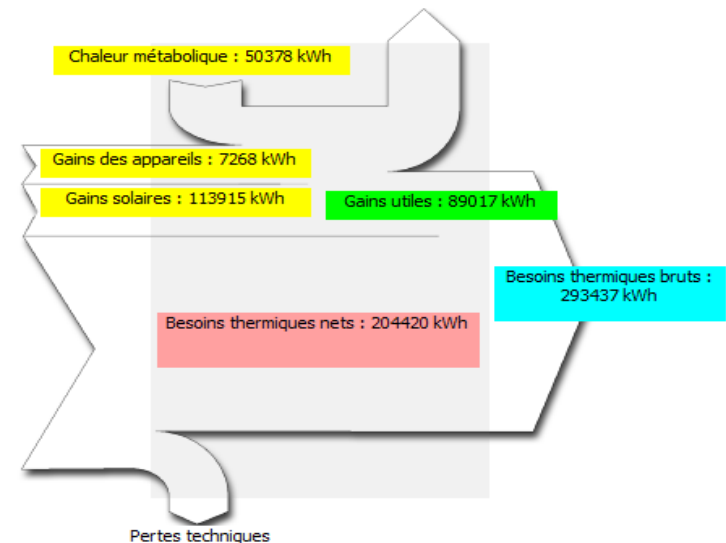 Chaleur métabolique : 50378 kWh
Gains des appareils : 7268 kWh
Gains solaires : 113915 kWh
Gains utiles : 89017 kWh
Besoins thermiques bruts :
293437 kWh
Besoins thermiques nets : 204420 kWh
Pertes techniques